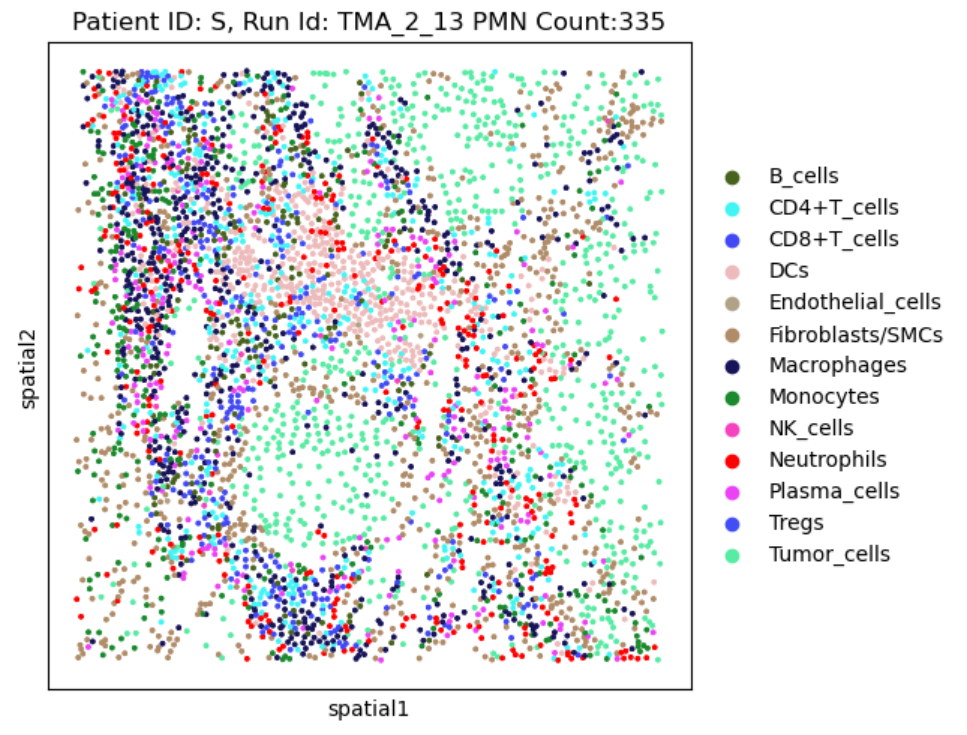 Patient ID: S, Run Id: TMA_2_13 PMN Count:335
spatial2
spatial1
B_cells
CD4+T_cells
CD8+T_cells
DCs
Endothelial_cells
Fibroblasts/SMCs
Macrophages
Monocytes
NK_cells
Neutrophils
Plasma_cells
Tregs
Tumor_cells